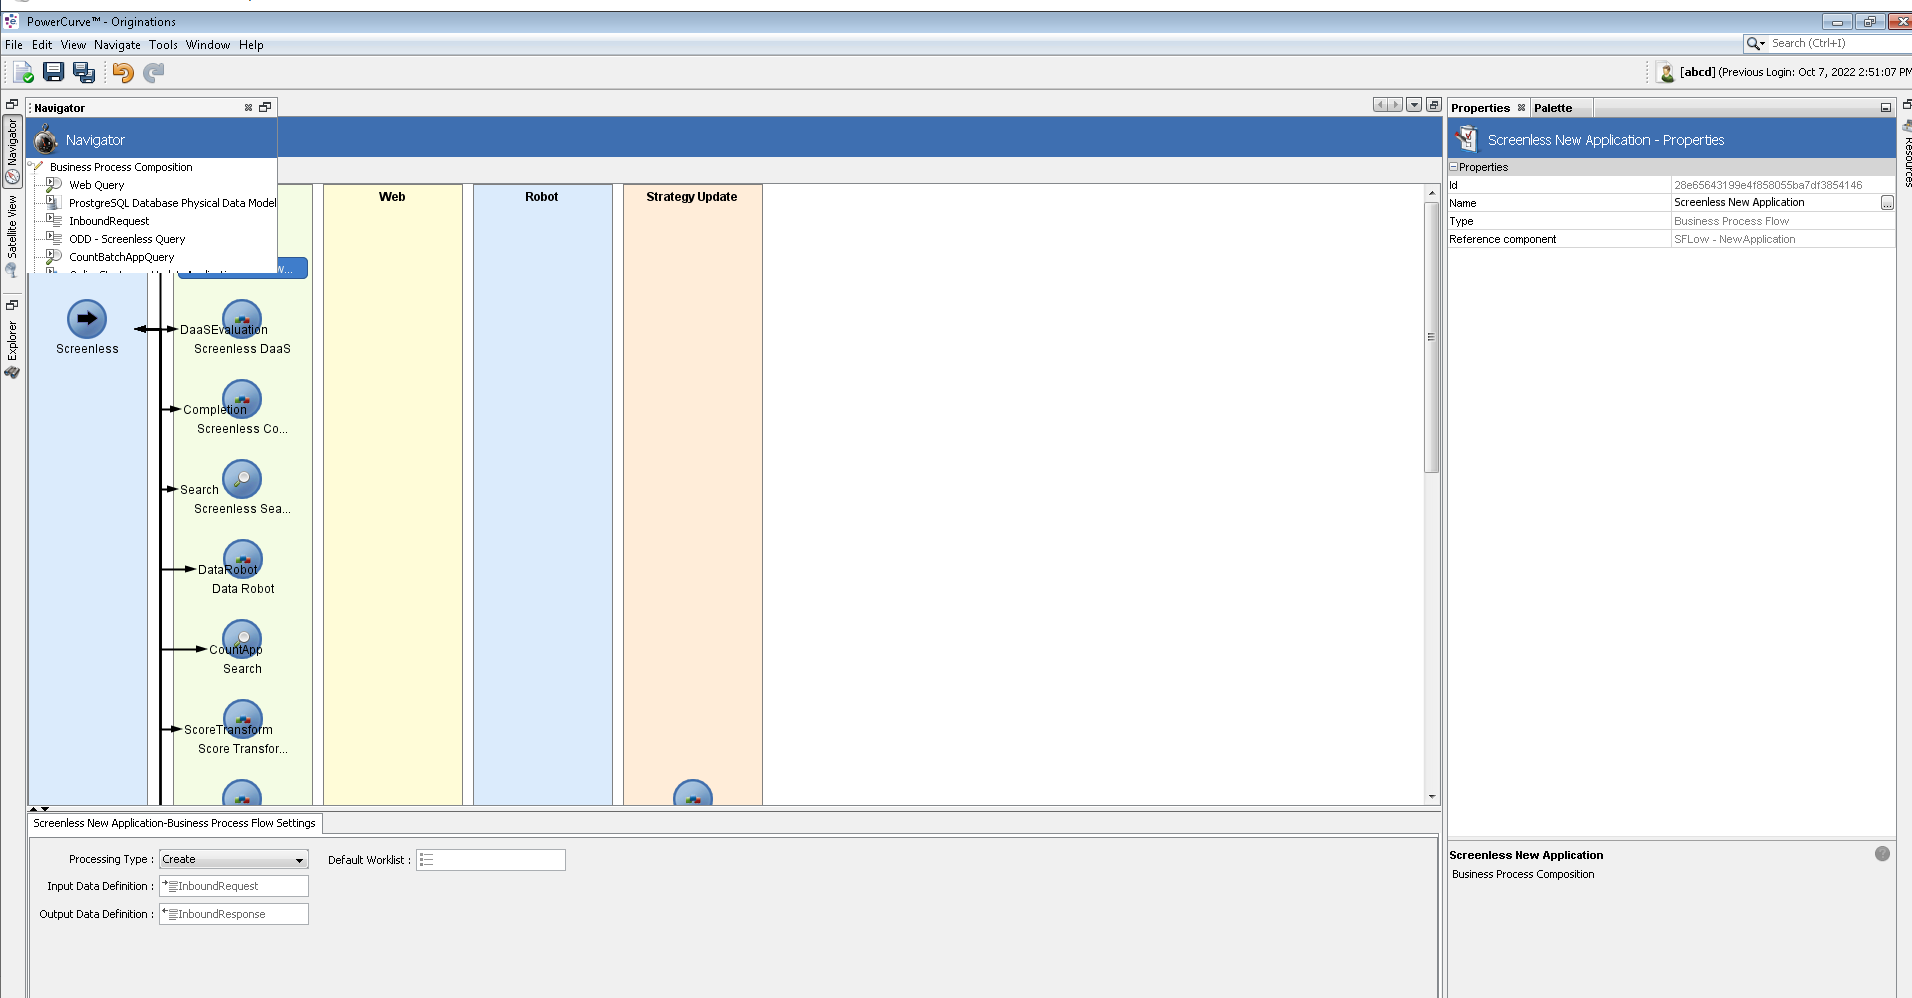 PowerCurve™ - Originations
File Edit View Navigate Tools Window Help
Search (Ctrl+I)
[abcd] (Previous Login: Oct 7, 2022 2:51:07 PM
Navigator
Satellite View
Explorer
Navigator
Navigator
Business Process Composition
Web Query
ProstgreSQL Database Physical Data Model
InboundRequest
ODD - Screenless Query
CountBatchAppQuery
Web
Robot
Strategy Update
w...
Screenless
DaaSEvaluation
Screenless DaaS
Completion
Screenless Co...
Search
Screenless Sea...
DataRobot
Data Robot
CountApp
Search
ScoreTransform
Score Transfor...
Screenless New Application-Business Process Flow Settings
Processing Type : Create
Default Worklist :
Input Data Definition : InboundRequest
Output Data Definition : InboundResponse
Properties Palette
Screenless New Application - Properties
Properties
Id 28e65643199e4f858055ba7df3854146
Name Screenless New Application ...
Type Business Process Flow
Reference component SFLow - NewApplication
Screenless New Application
Business Process Composition
Resources